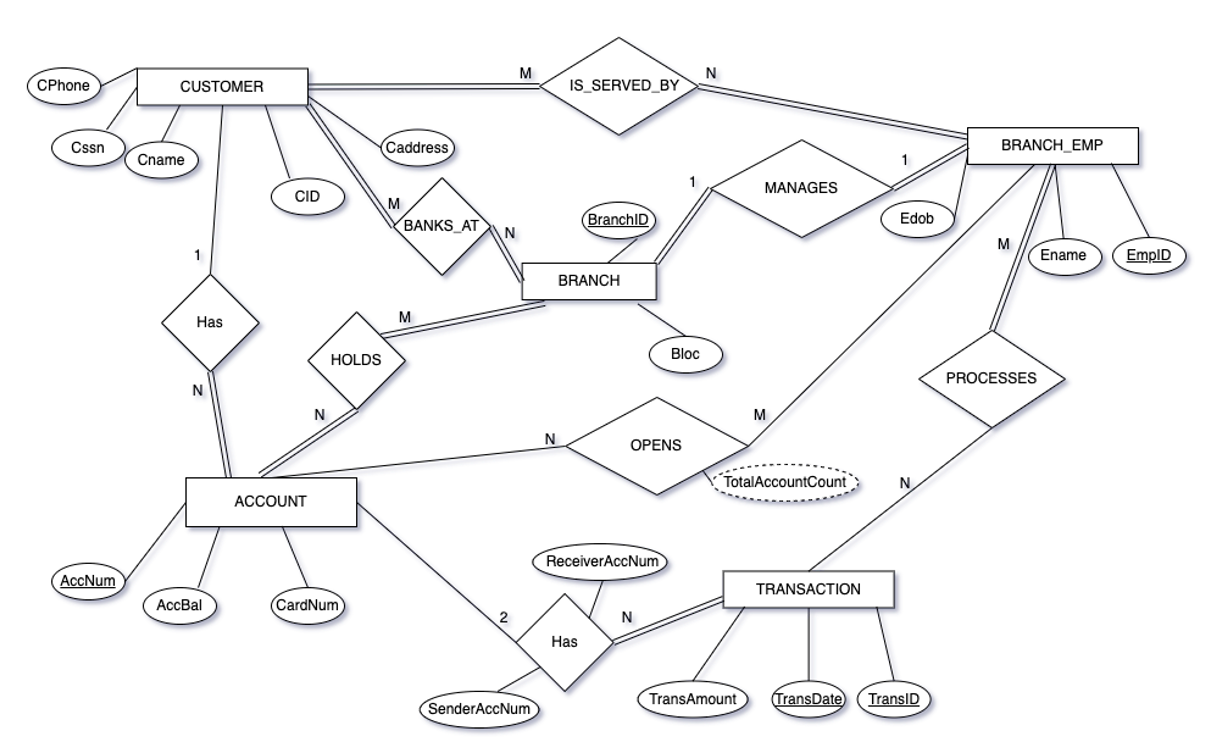 M
IS_SERVED_BY
N
CPhone
CUSTOMER
Cssn
Cname
Caddress
CID
BRANCH_EMP
1
MANAGES
1
Edob
M
BANKS_AT
N
BranchID
BRANCH
Bloc
M
Ename
EmpID
1
Has
N
M
HOLDS
N
PROCESSES
N
N
OPENS
M
TotalAccountCount
ACCOUNT
AccNum
AccBal
CardNum
ReceiverAccNum
2
Has
N
SenderAccNum
TRANSACTION
TransAmount
TransDate
TransID